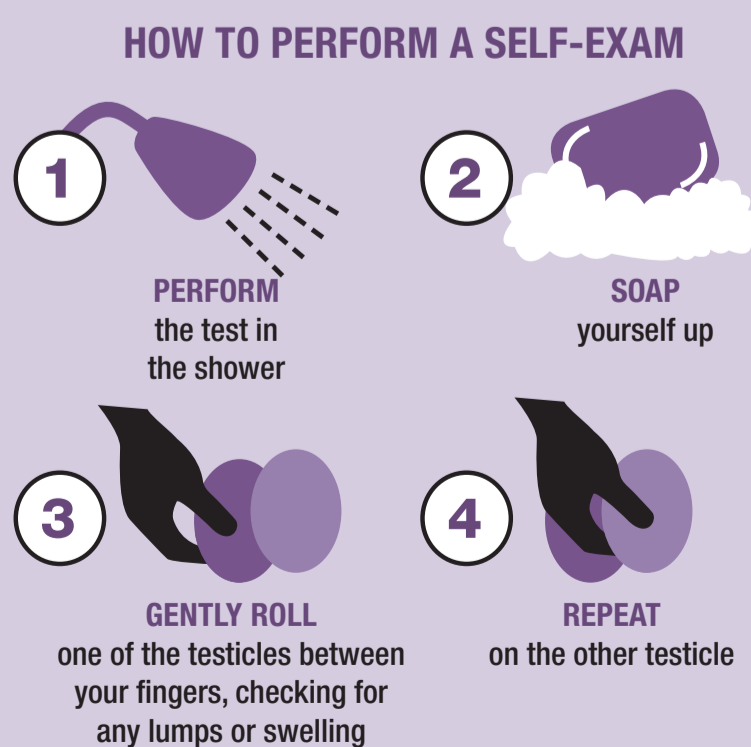 HOW TO PERFORM A SELF-EXAM
1
PERFORM
the test in
the shower
2
SOAP
yourself up
3
GENTLY ROLL
one of the testicles between
your fingers, checking for
any lumps or swelling
4
REPEAT
on the other testicle